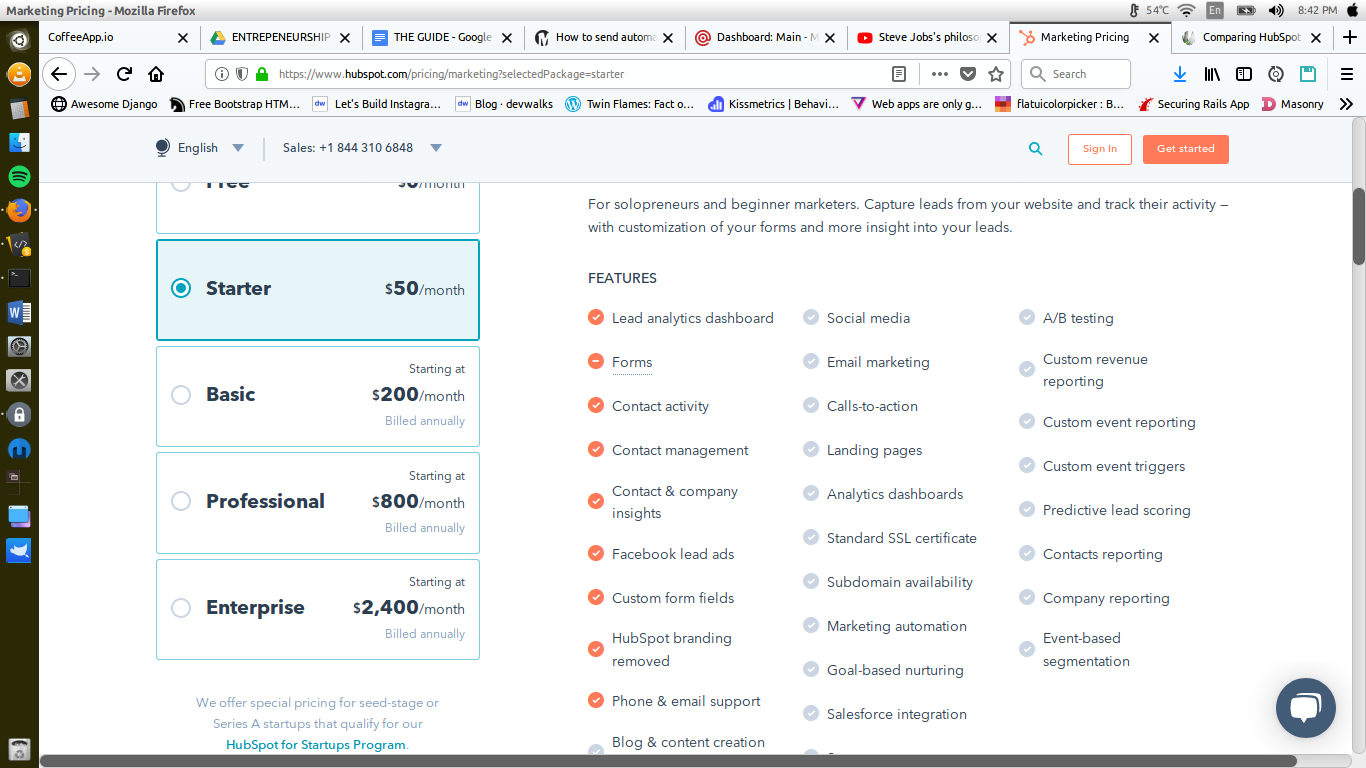 Marketing Pricing - Mozilla Firefox
54°C
En
8:42 PM
CoffeeApp.io
ENTREPENEURSHIP
THE GUIDE - Google
How to send automa
Dashboard: Main - M
Steve Jobs's philoso
Marketing Pricing
Comparing HubSpot
https://www.hubspot.com/pricing/marketing?selectedPackage=starter
Search
Awesome Django
Free Bootstrap HTM…
dw Let's Build Instagra…
dw Blog · devwalks
Twin Flames: Fact o…
Kissmetrics | Behavi…
Web apps are only g…
flatuicolorpicker : B…
Securing Rails App
Masonry
English
Sales: +1 844 310 6848
Sign In
Get started
Free $0/month
Starter $50/month
Starting at
Basic $200/month
Billed annually
Starting at
Professional $800/month
Billed annually
Starting at
Enterprise $2,400/month
Billed annually
We offer special pricing for seed-stage or
Series A startups that qualify for our
HubSpot for Startups Program.
For solopreneurs and beginner marketers. Capture leads from your website and track their activity —
with customization of your forms and more insight into your leads.
FEATURES
Lead analytics dashboard
Forms
Contact activity
Contact management
Contact & company
insights
Facebook lead ads
Custom form fields
HubSpot branding
removed
Phone & email support
Blog & content creation
Social media
Email marketing
Calls-to-action
Landing pages
Analytics dashboards
Standard SSL certificate
Subdomain availability
Marketing automation
Goal-based nurturing
Salesforce integration
A/B testing
Custom revenue
reporting
Custom event reporting
Custom event triggers
Predictive lead scoring
Contacts reporting
Company reporting
Event-based
segmentation